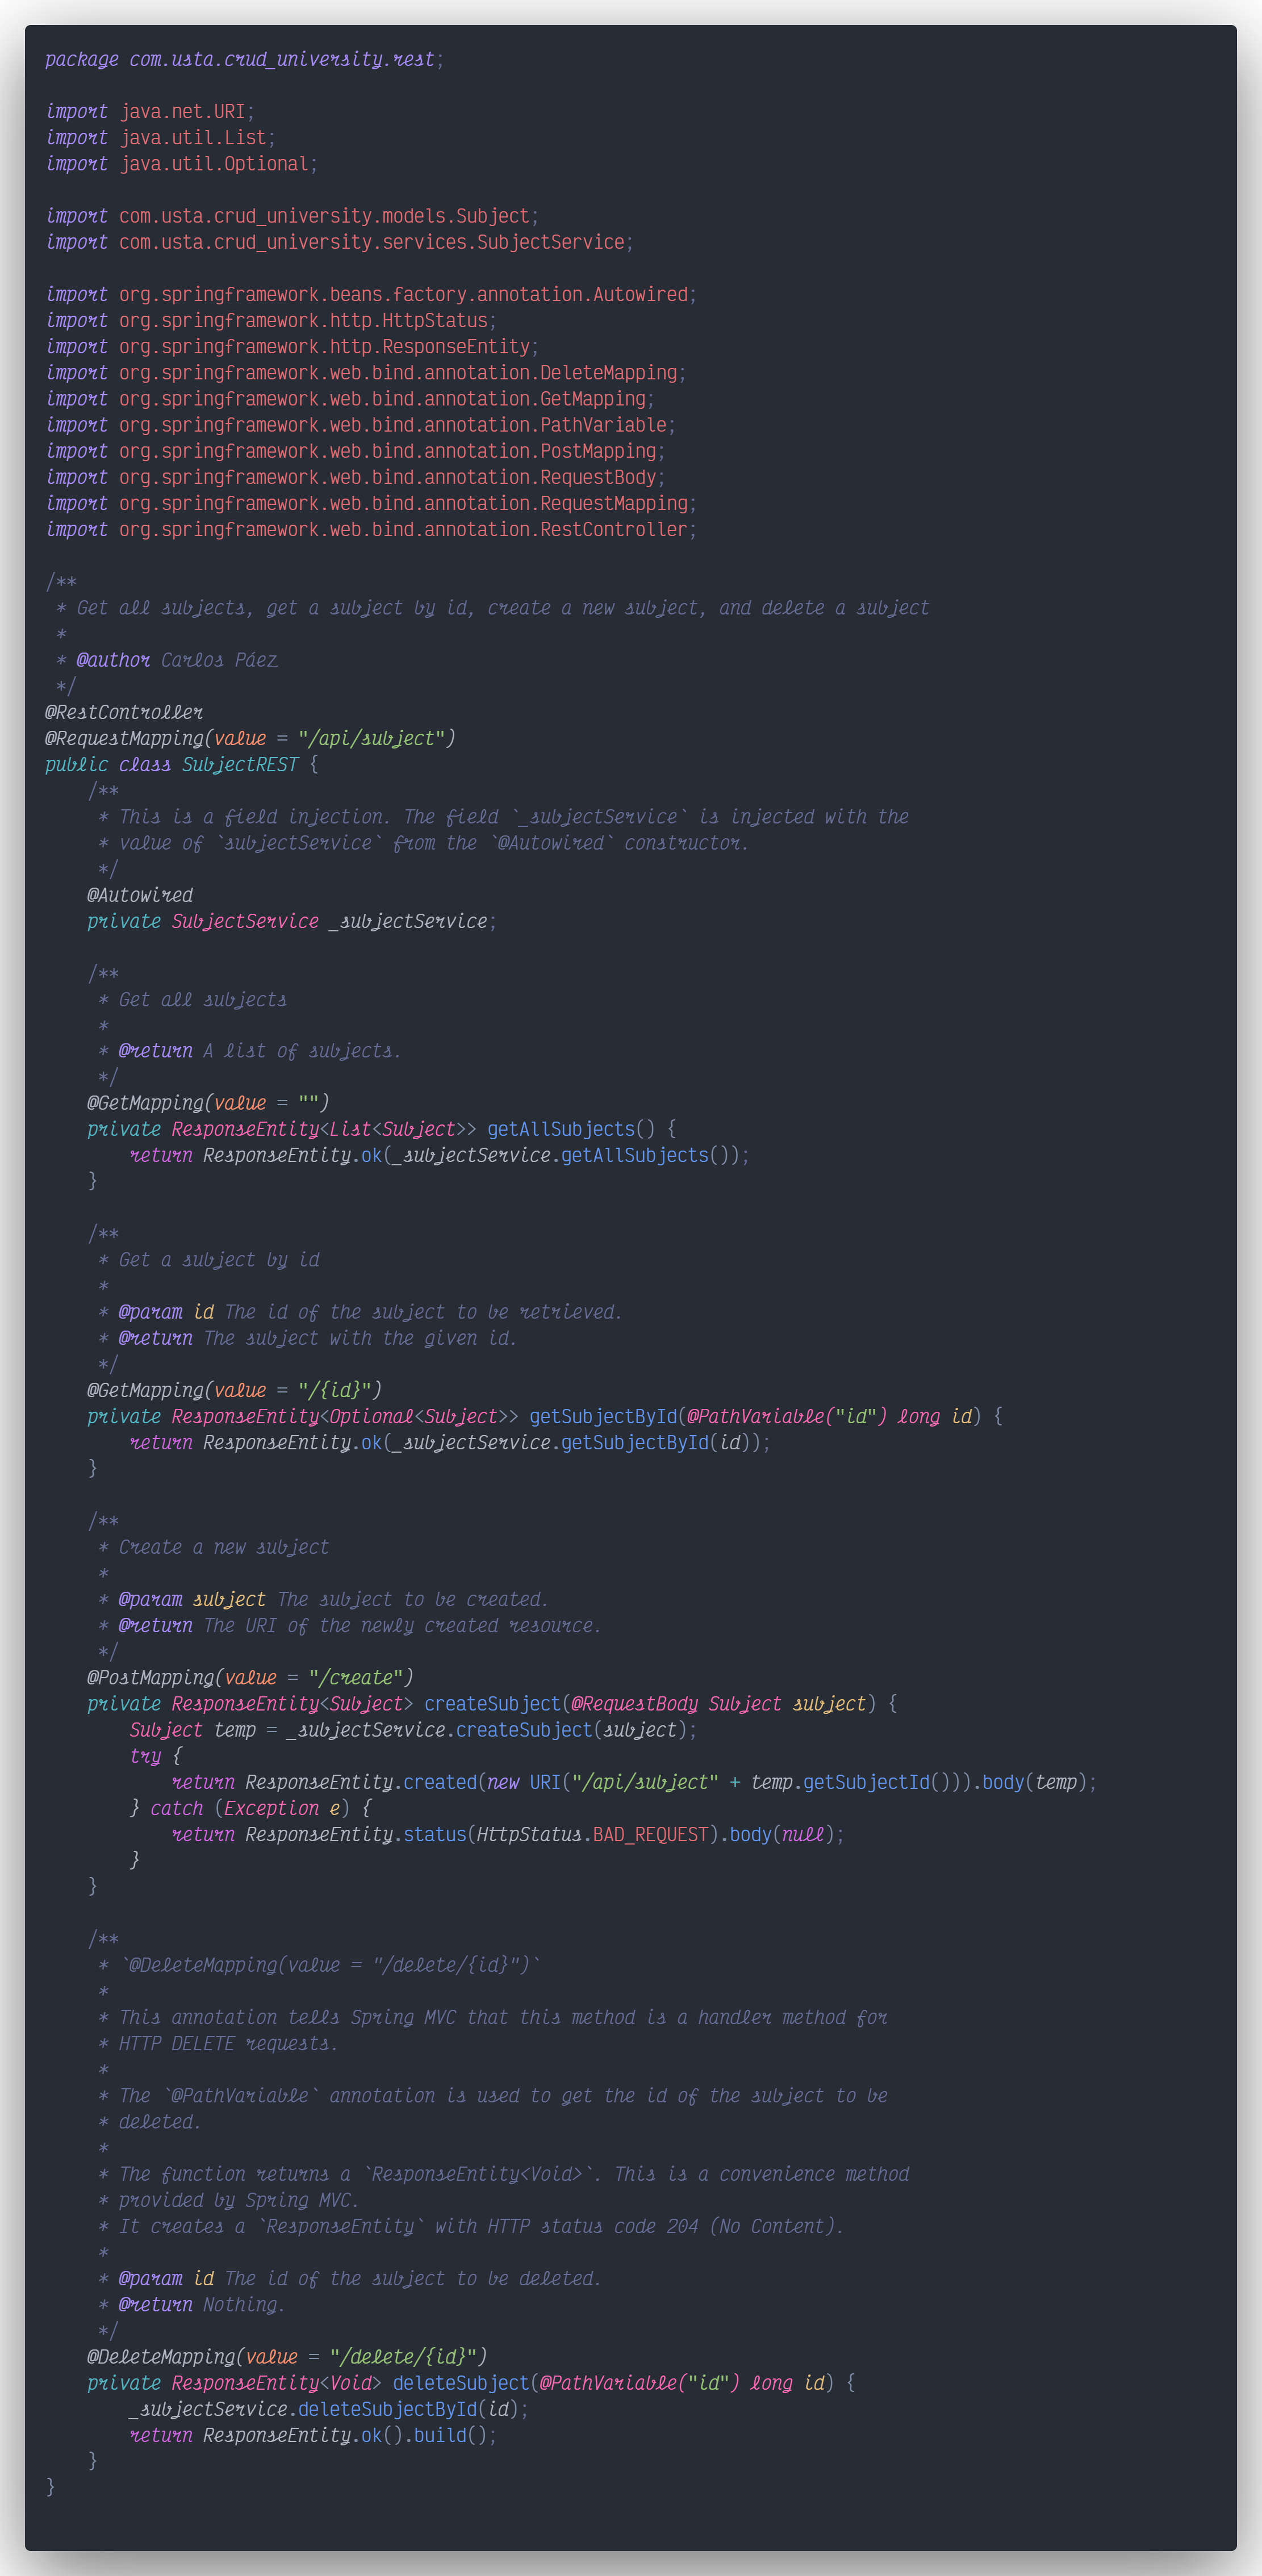 package com.usta.crud_university.rest;

import java.net.URI;
import java.util.List;
import java.util.Optional;

import com.usta.crud_university.models.Subject;
import com.usta.crud_university.services.SubjectService;

import org.springframework.beans.factory.annotation.Autowired;
import org.springframework.http.HttpStatus;
import org.springframework.http.ResponseEntity;
import org.springframework.web.bind.annotation.DeleteMapping;
import org.springframework.web.bind.annotation.GetMapping;
import org.springframework.web.bind.annotation.PathVariable;
import org.springframework.web.bind.annotation.PostMapping;
import org.springframework.web.bind.annotation.RequestBody;
import org.springframework.web.bind.annotation.RequestMapping;
import org.springframework.web.bind.annotation.RestController;

/**
 * Get all subjects, get a subject by id, create a new subject, and delete a subject
 *
 * @author Carlos Páez
 */
@RestController
@RequestMapping(value = "/api/subject")
public class SubjectREST {
    /**
     * This is a field injection. The field `_subjectService` is injected with the
     * value of `subjectService` from the `@Autowired` constructor.
     */
    @Autowired
    private SubjectService _subjectService;

    /**
     * Get all subjects
     *
     * @return A list of subjects.
     */
    @GetMapping(value = "")
    private ResponseEntity<List<Subject>> getAllSubjects() {
        return ResponseEntity.ok(_subjectService.getAllSubjects());
    }

    /**
     * Get a subject by id
     *
     * @param id The id of the subject to be retrieved.
     * @return The subject with the given id.
     */
    @GetMapping(value = "/{id}")
    private ResponseEntity<Optional<Subject>> getSubjectById(@PathVariable("id") long id) {
        return ResponseEntity.ok(_subjectService.getSubjectById(id));
    }

    /**
     * Create a new subject
     *
     * @param subject The subject to be created.
     * @return The URI of the newly created resource.
     */
    @PostMapping(value = "/create")
    private ResponseEntity<Subject> createSubject(@RequestBody Subject subject) {
        Subject temp = _subjectService.createSubject(subject);
        try {
            return ResponseEntity.created(new URI("/api/subject" + temp.getSubjectId())).body(temp);
        } catch (Exception e) {
            return ResponseEntity.status(HttpStatus.BAD_REQUEST).body(null);
        }
    }

    /**
     * `@DeleteMapping(value = "/delete/{id}")`
     *
     * This annotation tells Spring MVC that this method is a handler method for
     * HTTP DELETE requests.
     *
     * The `@PathVariable` annotation is used to get the id of the subject to be
     * deleted.
     *
     * The function returns a `ResponseEntity<Void>`. This is a convenience method
     * provided by Spring MVC.
     * It creates a `ResponseEntity` with HTTP status code 204 (No Content).
     *
     * @param id The id of the subject to be deleted.
     * @return Nothing.
     */
    @DeleteMapping(value = "/delete/{id}")
    private ResponseEntity<Void> deleteSubject(@PathVariable("id") long id) {
        _subjectService.deleteSubjectById(id);
        return ResponseEntity.ok().build();
    }
}